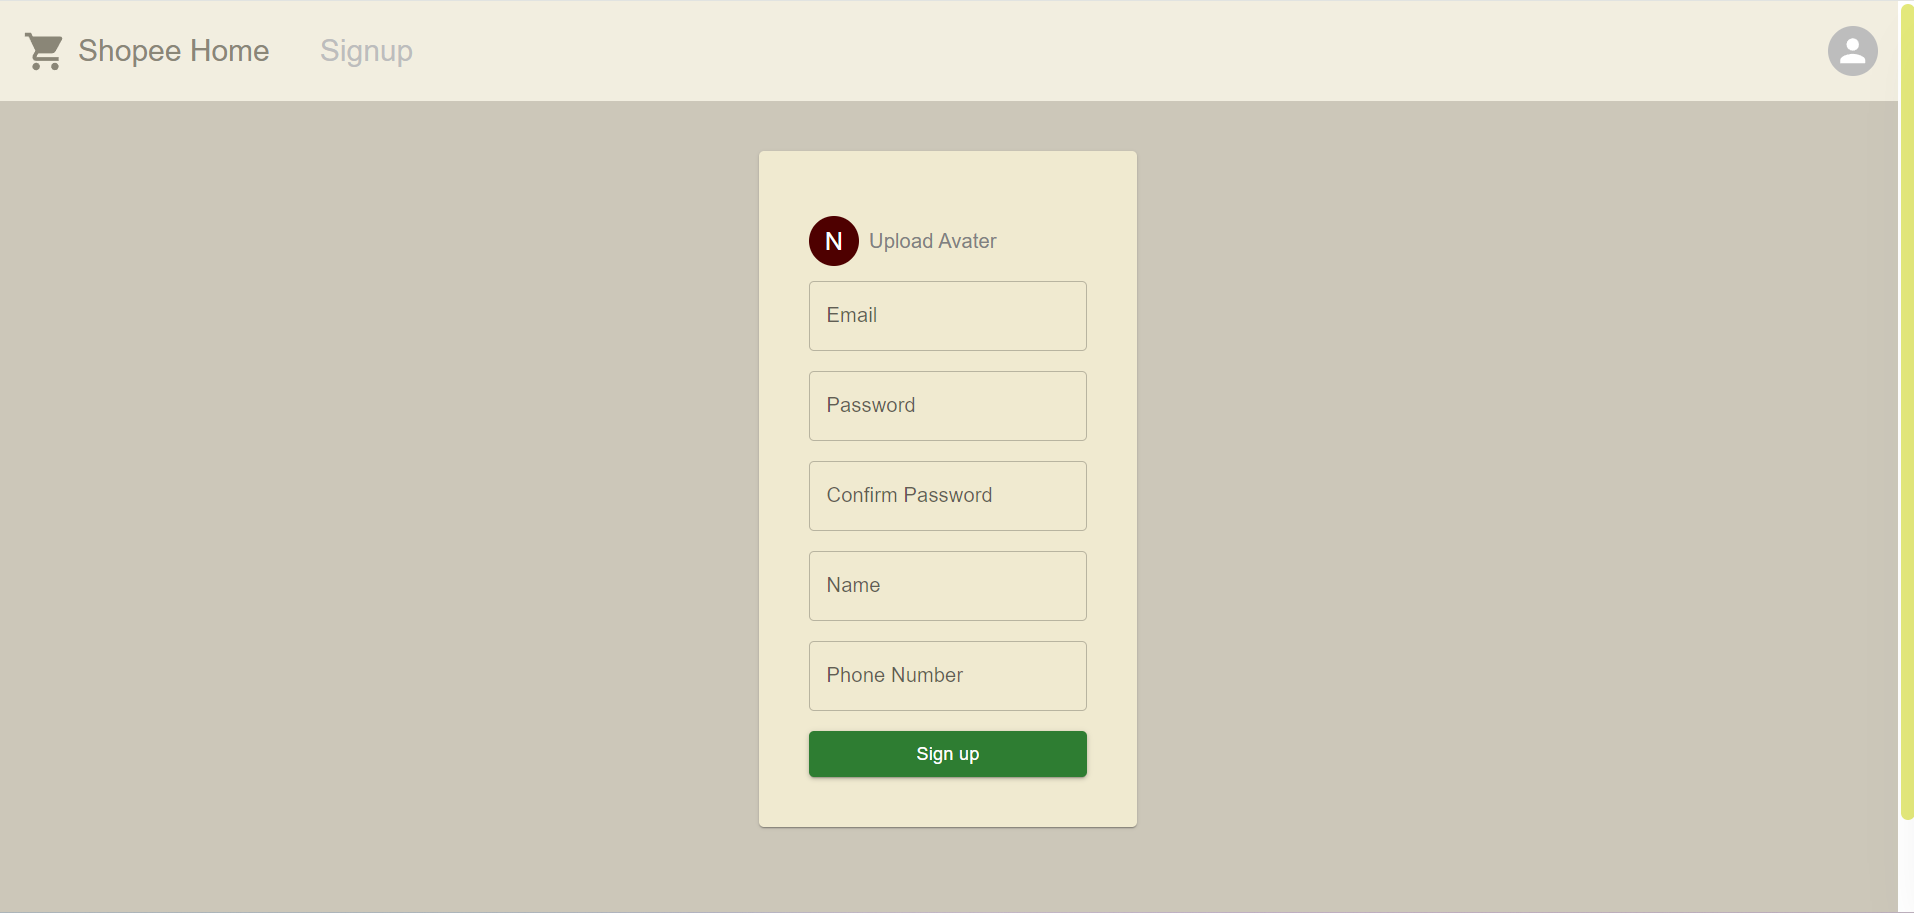 Shopee Home Signup
N Upload Avater
Email
Password
Confirm Password
Name
Phone Number
Sign up